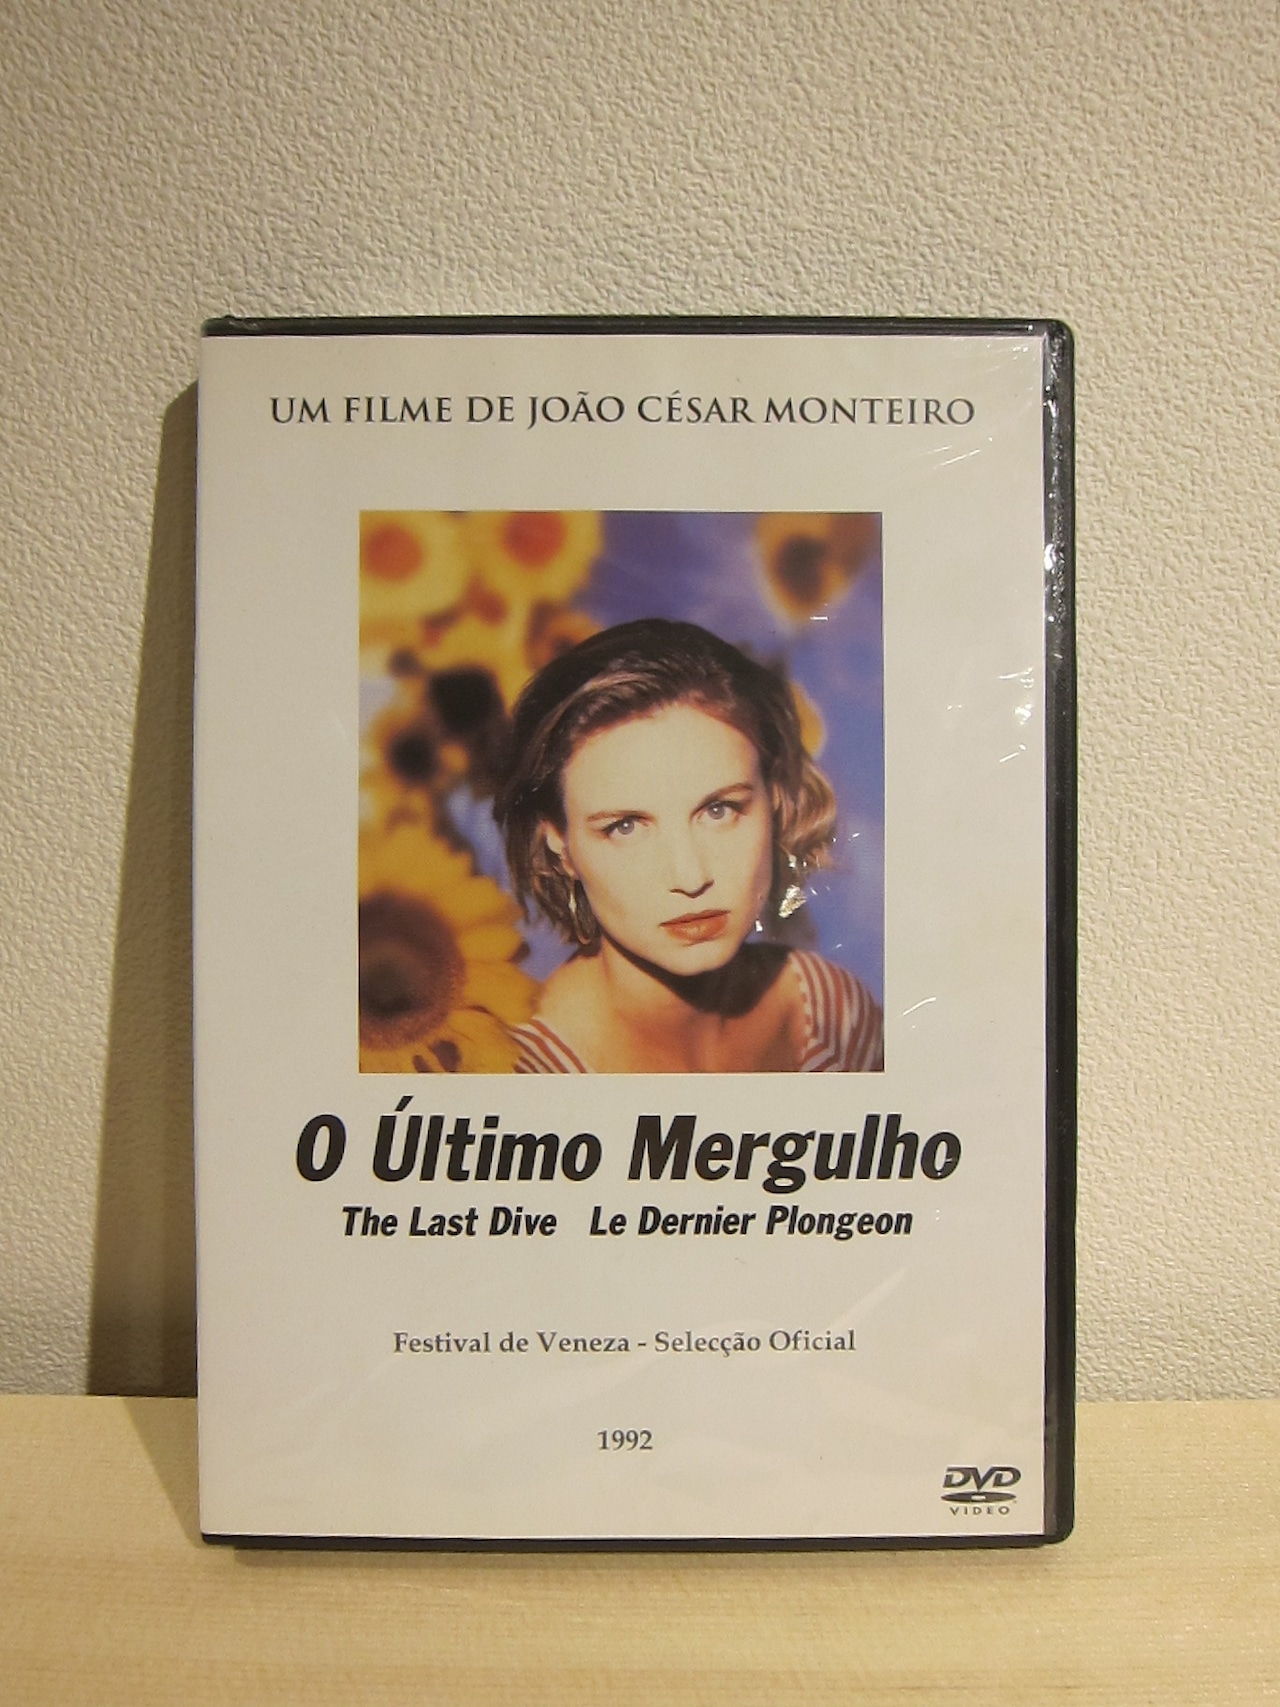 UM FILME DE JOÃO CÉSAR MONTEIRO
O Último Mergulho
The Last Dive Le Dernier Plongeon
Festival de Veneza - Selecção Oficial
1992
DVD
VIDEO